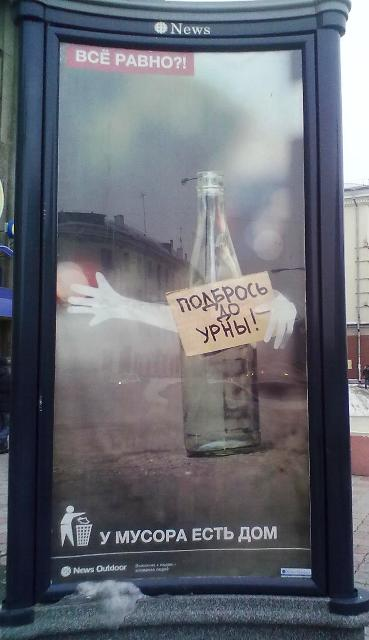 News
ВСЁ РАВНО?!
ПОДБРОСЬ
ДО
УРНЫ!
У МУСОРА ЕСТЬ ДОМ
News Outdoor